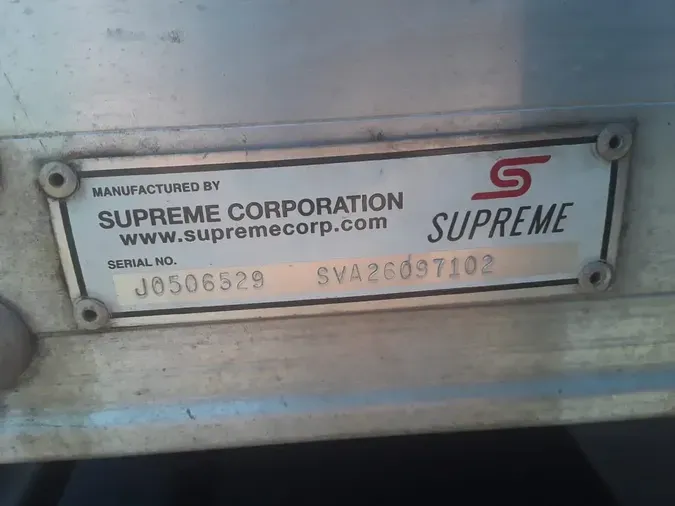 MANUFACTURED BY
SUPREME CORPORATION
www.supremecorp.com
SUPREME
SERIAL NO.
J0506529 SVA26097102